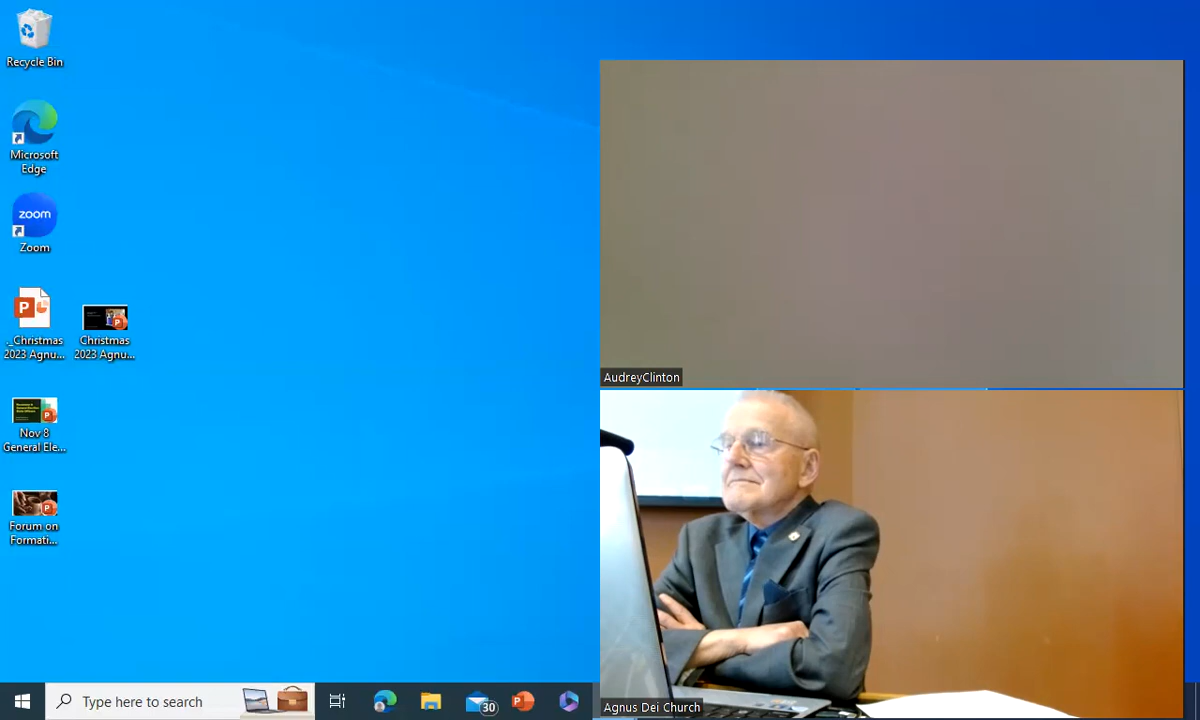 Recycle Bin
Microsoft
Edge
zoom
Zoom
._Christmas
2023 Agnu...
Christmas
2023 Agnu...
Nov 8
General Ele...
Forum on
Formati...
AudreyClinton
Agnus Dei Church
Type here to search
30